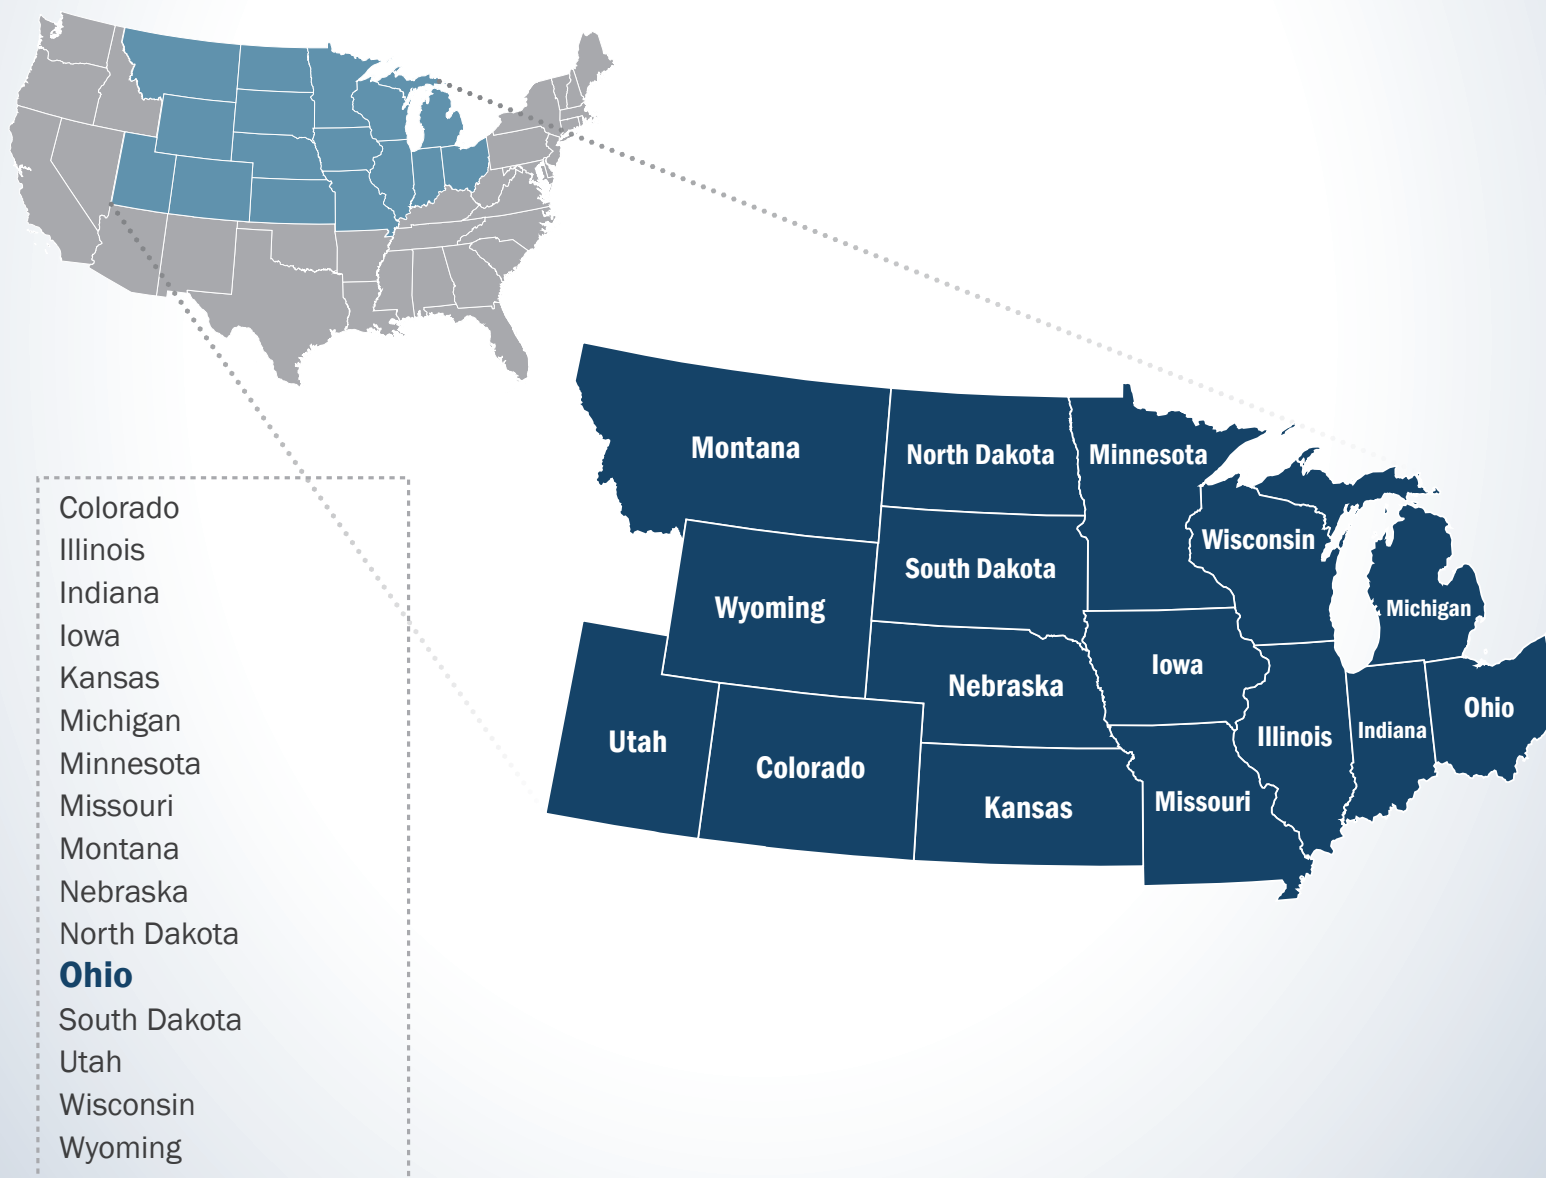 Montana
North Dakota
Minnesota
Wisconsin
South Dakota
Michigan
Wyoming
Iowa
Nebraska
Ohio
Utah
Illinois
Indiana
Colorado
Kansas
Missouri
Colorado
Illinois
Indiana
Iowa
Kansas
Michigan
Minnesota
Missouri
Montana
Nebraska
North Dakota
Ohio
South Dakota
Utah
Wisconsin
Wyoming